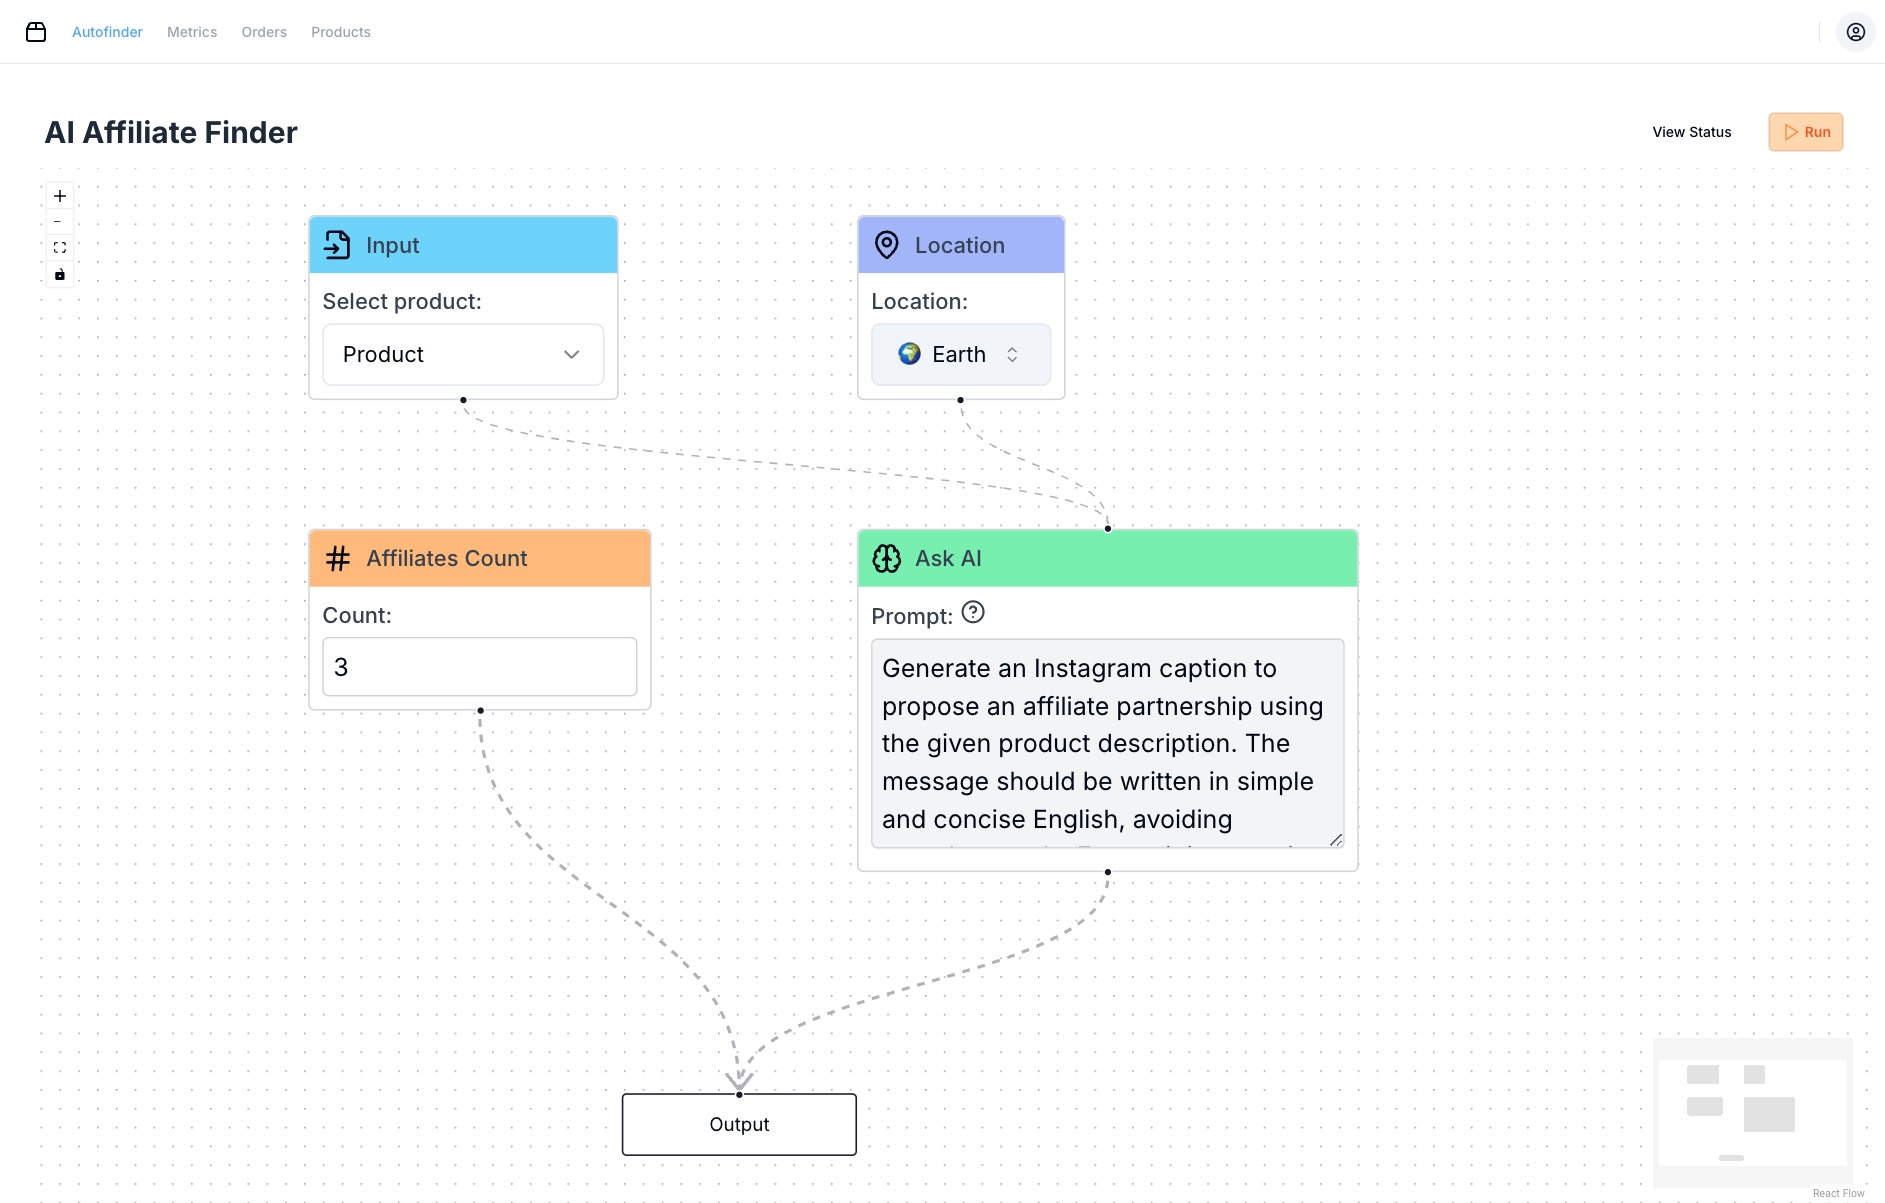 Autofinder Metrics Orders Products
AI Affiliate Finder
View Status
Run
Input
Select product:
Product
Location
Location:
Earth
Affiliates Count
Count:
3
Ask AI
Prompt:
Generate an Instagram caption to
propose an affiliate partnership using
the given product description. The
message should be written in simple
and concise English, avoiding
Output
React Flow